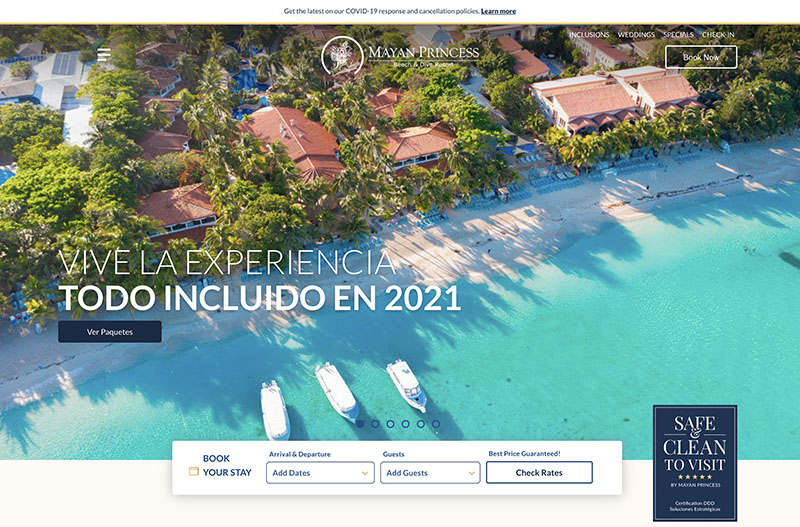 Get the latest on our COVID-19 response and cancellation policies. Learn more
INCLUSIONS WEDDINGS SPECIALS CHECK-IN
MAYAN PRINCESS
Beach & Dive Resort
Book Now
VIVE LA EXPERIENCIA
TODO INCLUIDO EN 2021
Ver Paquetes
BOOK
YOUR STAY
Arrival & Departure
Add Dates
Guests
Add Guests
Best Price Guaranteed!
Check Rates
SAFE
&
CLEAN
TO VISIT
BY MAYAN PRINCESS
Certification DDD
Soluciones Estratégicas